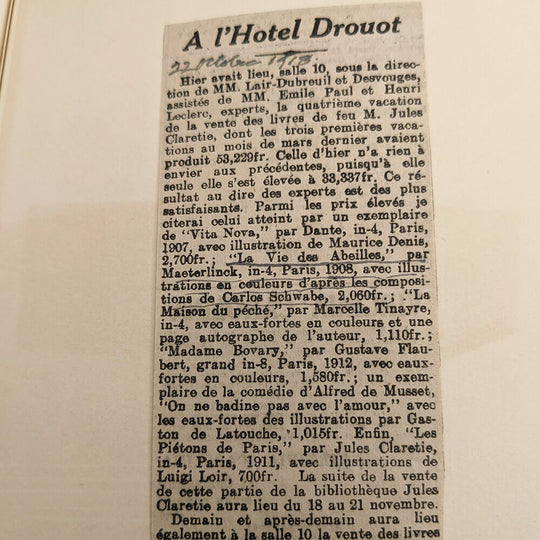 A l'Hotel Drouot
22 octobre 1913
Hier avait lieu, salle 10, sous la direc-
tion de MM. Lair-Dubreuil et Desvouges,
assistés de MM. Emile Paul et Henri
Leclerc, experts, la quatrième vacation
de la vente des livres de feu M. Jules
Claretie, dont les trois premières vaca-
tions au mois de mars dernier avaient
produit 53,229fr. Celle d'hier n'a rien à
envier aux précédentes, puisqu'à elle
seule elle s'est élevée à 33,337fr. Ce ré-
sultat au dire des experts est des plus
satisfaisants. Parmi les prix élevés je
citerai celui atteint par un exemplaire
de "Vita Nova," par Dante, in-4, Paris,
1907, avec illustration de Maurice Denis,
2,700fr.; "La Vie des Abeilles," par
Maeterlinck, in-4, Paris, 1908, avec illus-
trations en couleurs d'après les composi-
tions de Carlos Schwabe, 2,060fr.; "La
Maison du péché," par Marcelle Tinayre,
in-4, avec eaux-fortes en couleurs et une
page autographe de l'auteur, 1,110fr.;
"Madame Bovary," par Gustave Flau-
bert, grand in-8, Paris, 1912, avec eaux-
fortes en couleurs, 1,580fr.; un exem-
plaire de la comédie d'Alfred de Musset,
"On ne badine pas avec l'amour," avec
les eaux-fortes des illustrations par Gas-
ton de Latouche, 1,015fr. Enfin, "Les
Piétons de Paris," par Jules Claretie,
in-4, Paris, 1911, avec illustrations de
Luigi Loir, 700fr. La suite de la vente
de cette partie de la bibliothèque Jules
Claretie aura lieu du 18 au 21 novembre.
Demain et après-demain aura lieu
également à la salle 10 la vente des livres